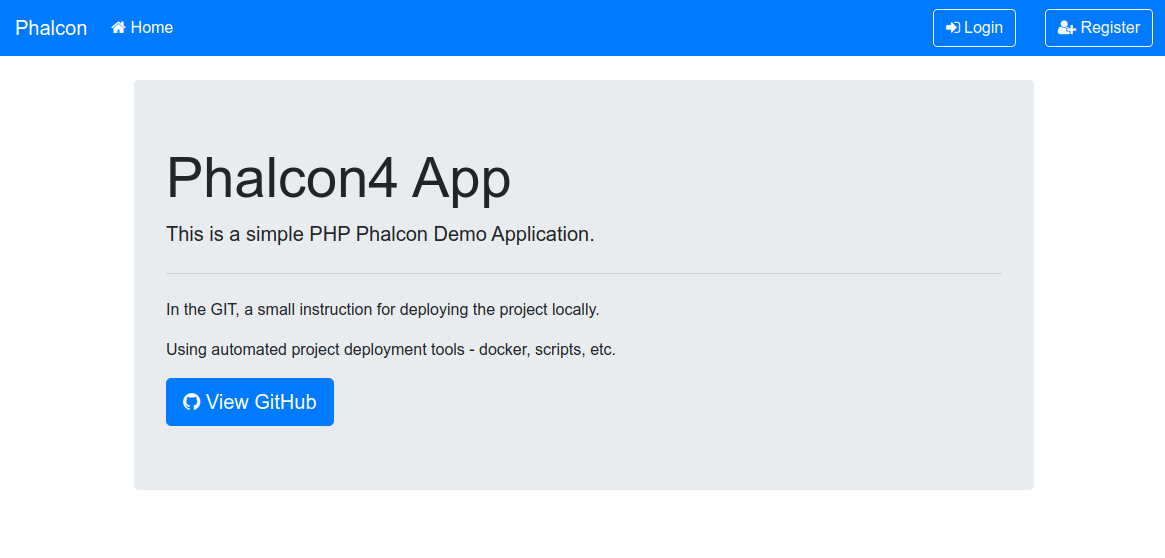 Phalcon Home Login Register
Phalcon4 App
This is a simple PHP Phalcon Demo Application.
In the GIT, a small instruction for deploying the project locally.
Using automated project deployment tools - docker, scripts, etc.
View GitHub